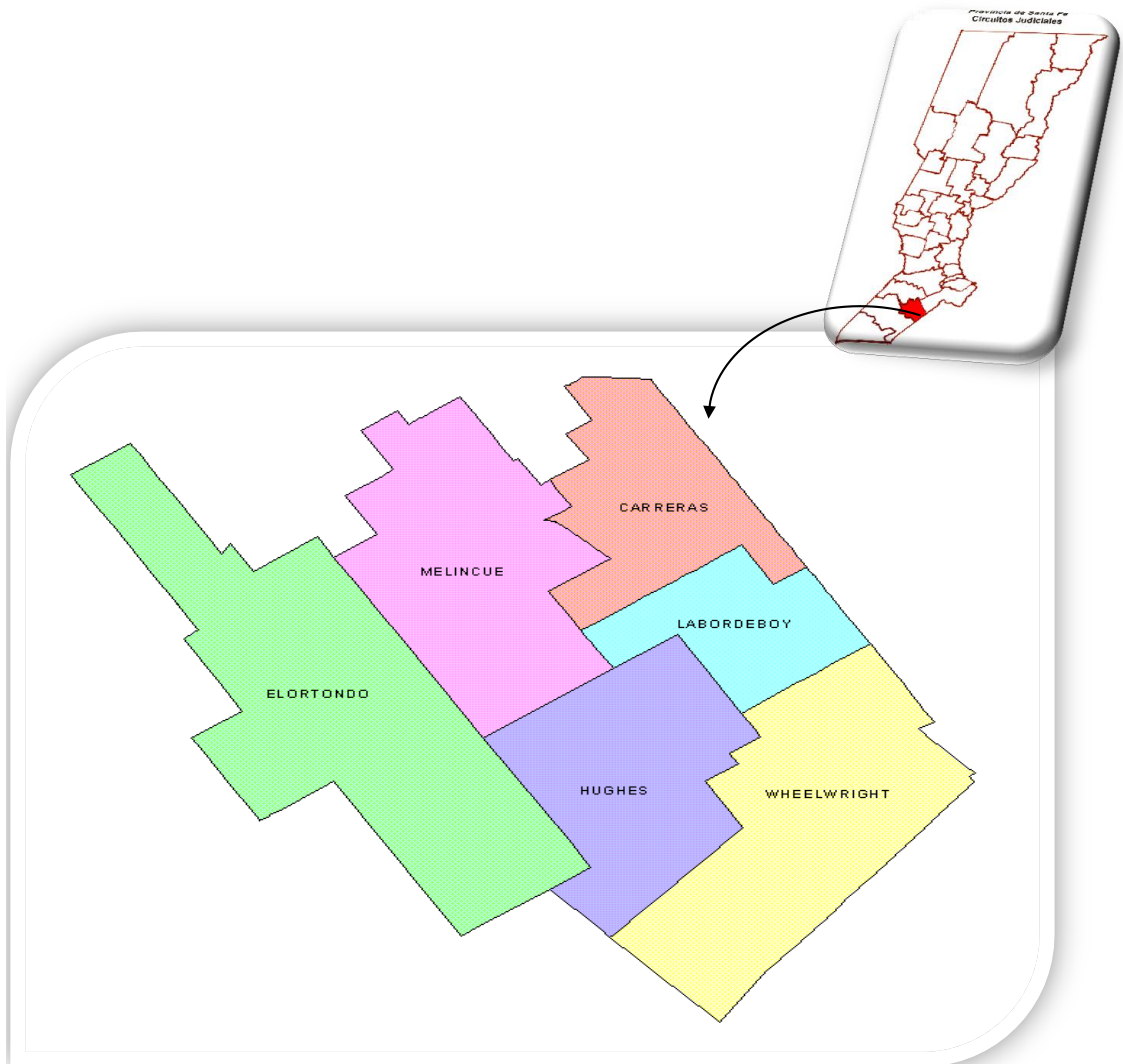 Provincia de Santa Fe
Circuitos Judiciales
CARRERAS
MELINCUE
LABORDEBOY
ELORTONDO
HUGHES
WHEELWRIGHT